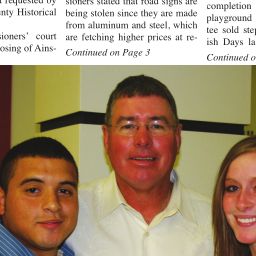 requested by
nty Historical
sioners' court
osing of Ains-
sioners stated that road signs are
being stolen since they are made
from aluminum and steel, which
are fetching higher prices at re-
Continued on Page 3
completion
playground
tee sold step
ish Days la
Continued o